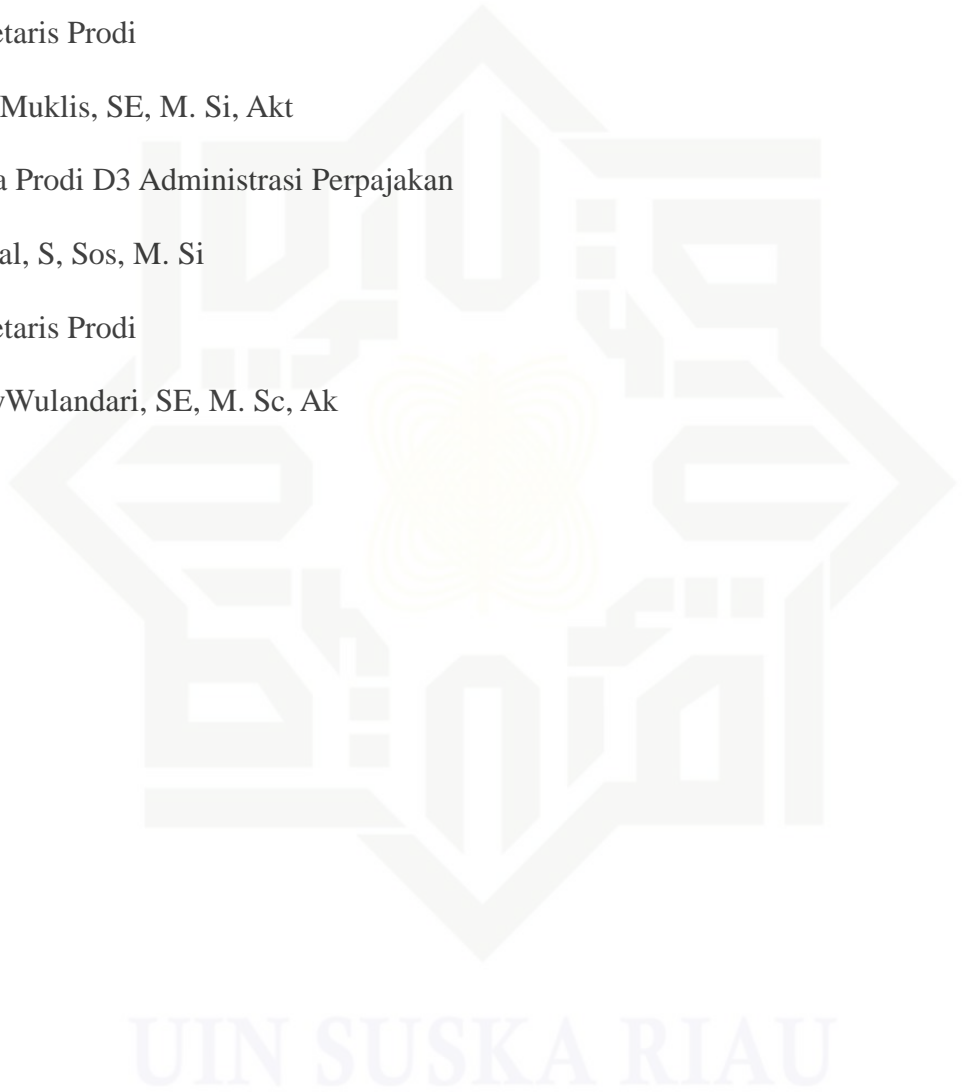 etaris Prodi
Muklis, SE, M. Si, Akt
a Prodi D3 Administrasi Perpajakan
al, S, Sos, M. Si
etaris Prodi
Wulandari, SE, M. Sc, Ak
UIN SUSKA RIAU